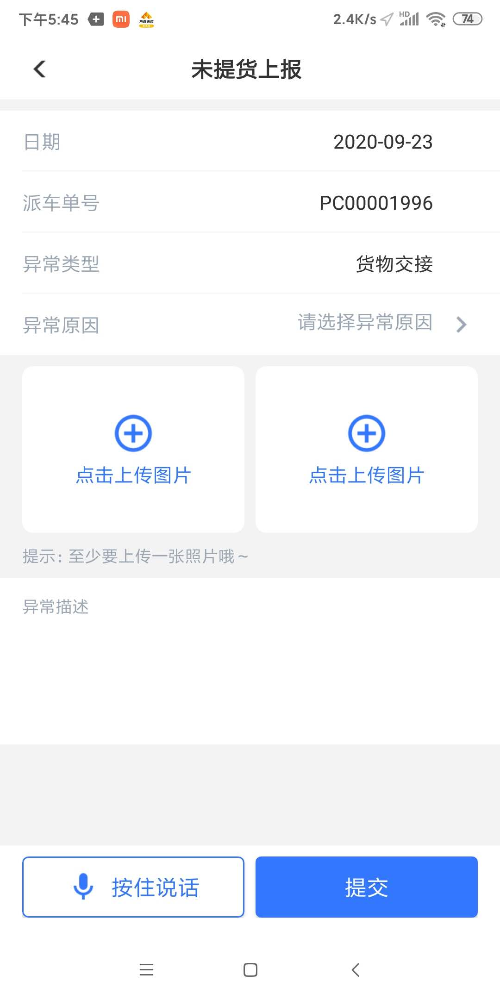 下午5:45
2.4K/s
HD
74
未提货上报
日期
2020-09-23
派车单号
PC00001996
异常类型
货物交接
异常原因
请选择异常原因
点击上传图片
点击上传图片
提示：至少要上传一张照片哦~
异常描述
按住说话
提交